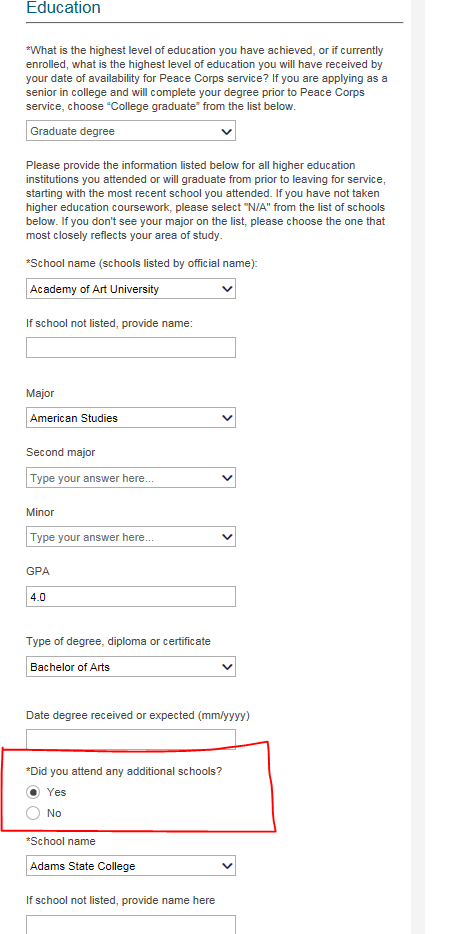 Education
*What is the highest level of education you have achieved, or if currently
enrolled, what is the highest level of education you will have received by
your date of availability for Peace Corps service? If you are applying as a
senior in college and will complete your degree prior to Peace Corps
service, choose “College graduate” from the list below.
Graduate degree
Please provide the information listed below for all higher education
institutions you attended or will graduate from prior to leaving for service,
starting with the most recent school you attended. If you have not taken
higher education coursework, please select "N/A" from the list of schools
below. If you don't see your major on the list, please choose the one that
most closely reflects your area of study.
*School name (schools listed by official name):
Academy of Art University
If school not listed, provide name:
Major
American Studies
Second major
Type your answer here...
Minor
Type your answer here...
GPA
4.0
Type of degree, diploma or certificate
Bachelor of Arts
Date degree received or expected (mm/yyyy)
*Did you attend any additional schools?
Yes
No
*School name
Adams State College
If school not listed, provide name here